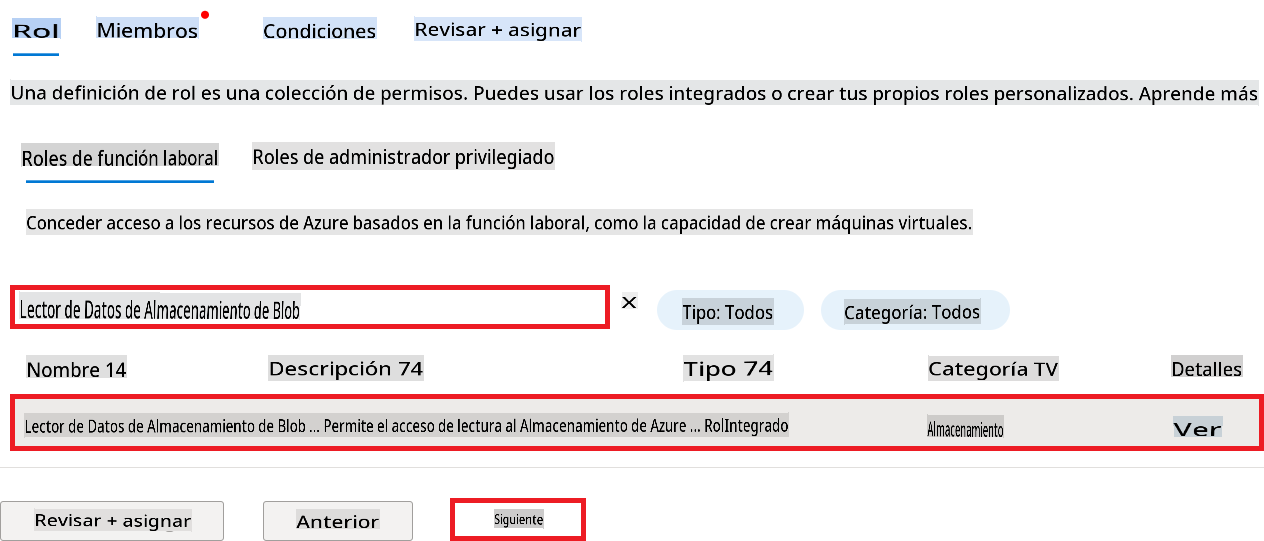 Rol Miembros Condiciones Revisar + asignar
Una definición de rol es una colección de permisos. Puedes usar los roles integrados o crear tus propios roles personalizados. Aprende más
Roles de función laboral Roles de administrador privilegiado
Conceder acceso a los recursos de Azure basados en la función laboral, como la capacidad de crear máquinas virtuales.
Lector de Datos de Almacenamiento de Blob × Tipo: Todos Categoría: Todos
Nombre 14 Descripción 74 Tipo 74 Categoría TV Detalles
Lector de Datos de Almacenamiento de Blob ... Permite el acceso de lectura al Almacenamiento de Azure ... RolIntegrado Almacenamiento Ver
Revisar + asignar Anterior Siguiente